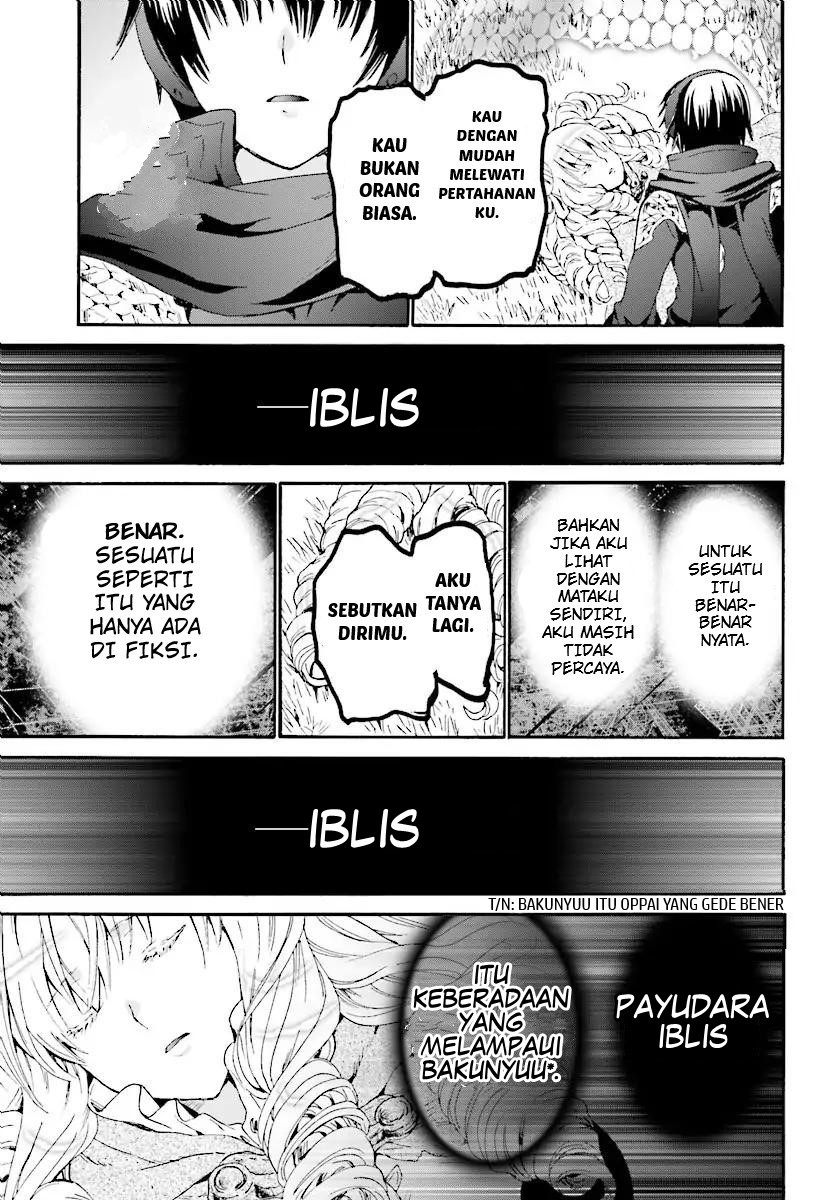 KAU
DENGAN
MUDAH
MELEWATI
PERTAHANAN
KU.
KAU
BUKAN
ORANG
BIASA.
—IBLIS
UNTUK
SESUATU
ITU
BENAR-
BENAR
NYATA.
BAHKAN
JIKA AKU
LIHAT
DENGAN
MATAKU
SENDIRI,
AKU MASIH
TIDAK
PERCAYA.
AKU
TANYA
LAGI.
SEBUTKAN
DIRIMU.
BENAR.
SESUATU
SEPERTI
ITU YANG
HANYA ADA
DI FIKSI.
—IBLIS
T/N: BAKUNYUU ITU OPPAI YANG GEDE BENER
PAYUDARA
IBLIS
ITU
KEBERADAAN
YANG
MELAMPAUI
BAKUNYUU*.